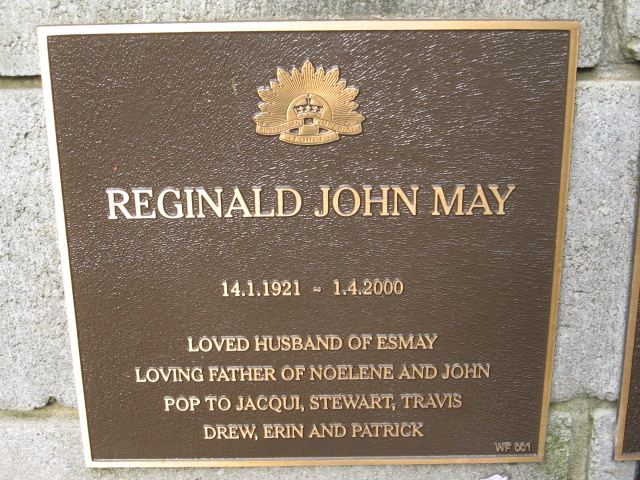 REGINALD JOHN MAY
14.1.1921 ~ 1.4.2000
LOVED HUSBAND OF ESMAY
LOVING FATHER OF NOELENE AND JOHN
POP TO JACQUI, STEWART, TRAVIS
DREW, ERIN AND PATRICK